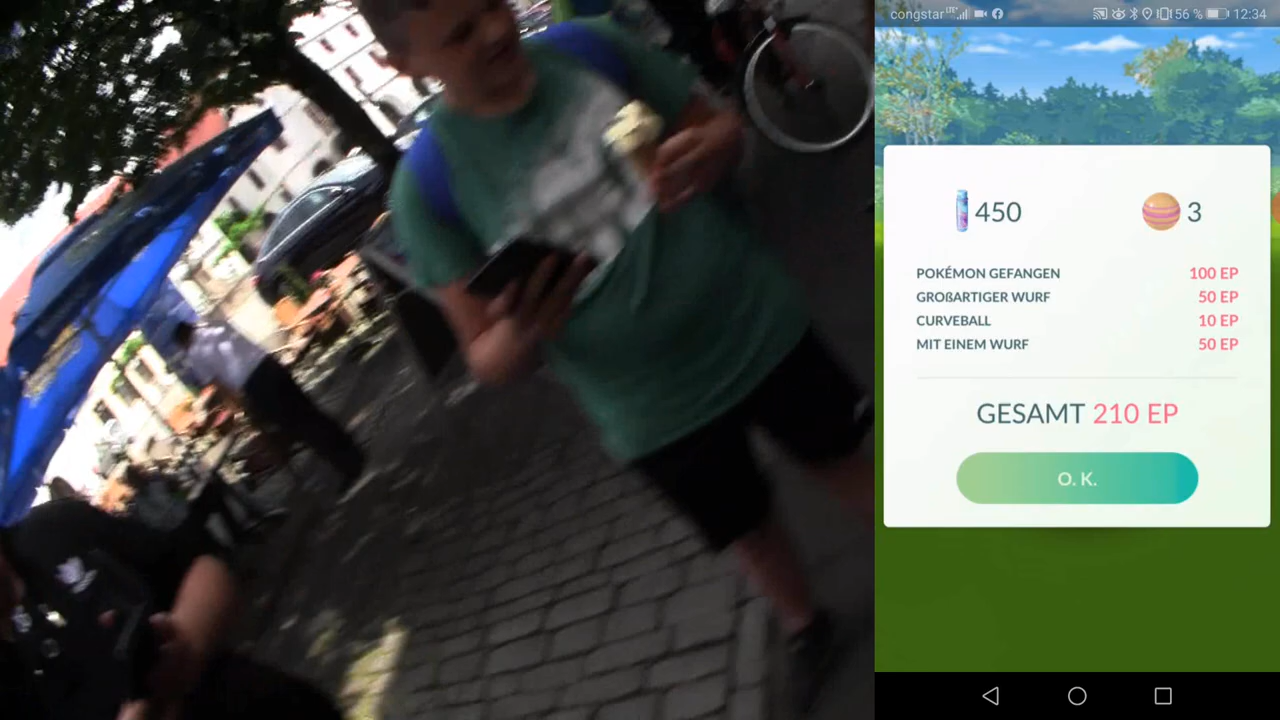 congstar LTE 56 % 12:34
450 3
POKÉMON GEFANGEN 100 EP
GROẞARTIGER WURF 50 EP
CURVEBALL 10 EP
MIT EINEM WURF 50 EP
GESAMT 210 EP
O. K.